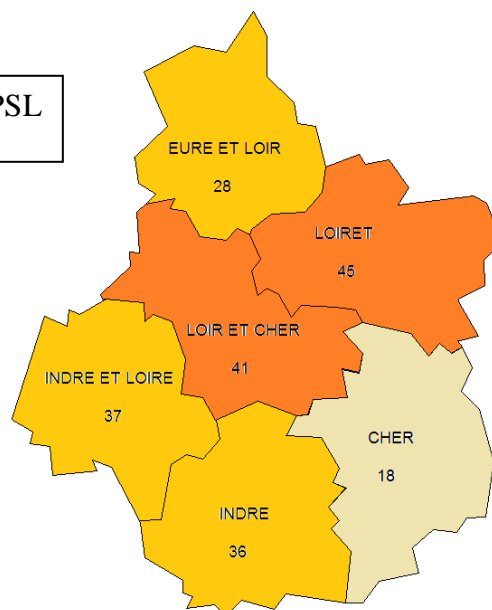 PSL
EURE ET LOIR
28
LOIRET
45
LOIR ET CHER
41
INDRE ET LOIRE
37
CHER
18
INDRE
36